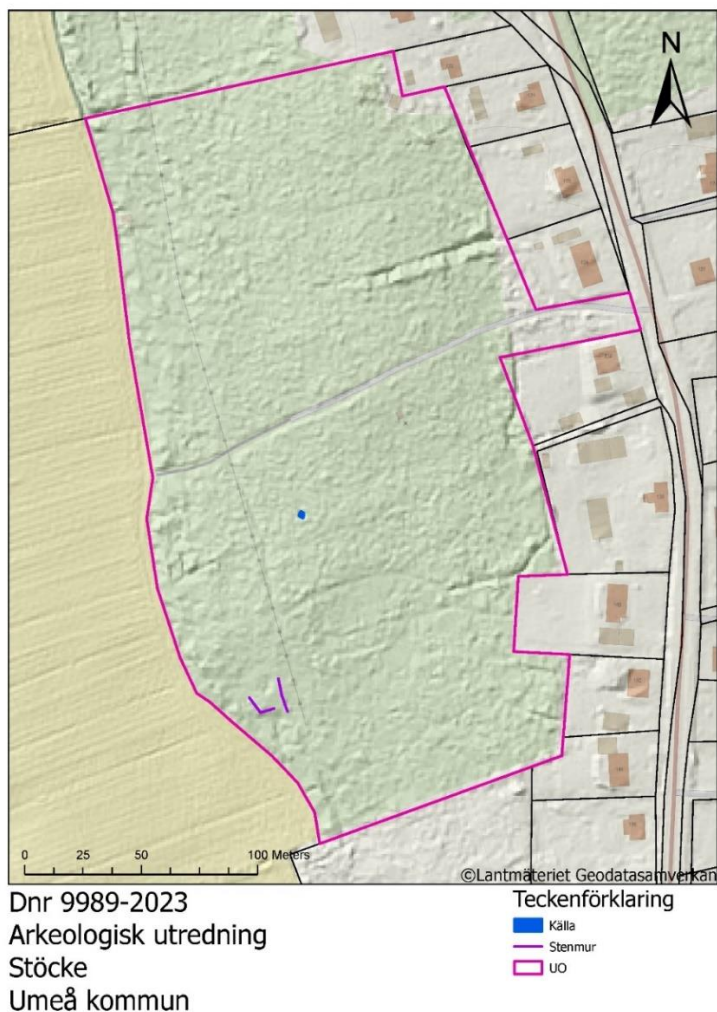 N
0 25 50 100 Meters
©Lantmäteriet Geodatasamverkan
Dnr 9989-2023
Arkeologisk utredning
Stöcke
Umeå kommun
Teckenförklaring
Källa
Stenmur
UO